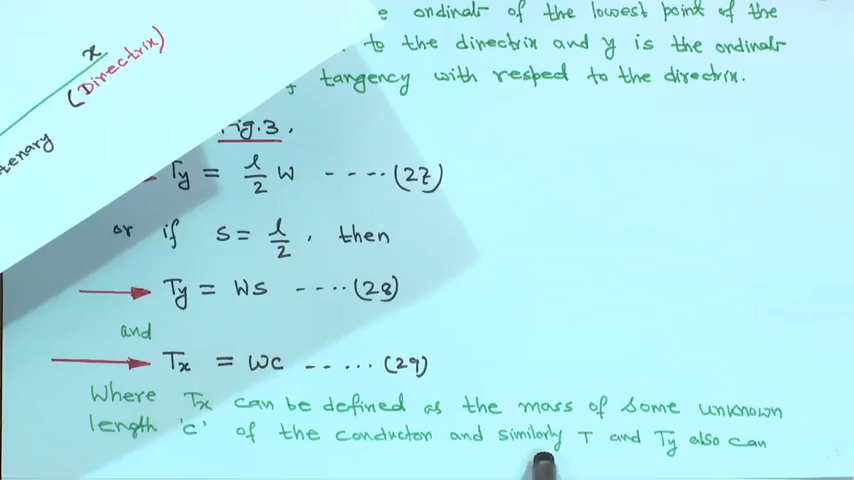 ordinate of the lowest point of the
to the directrix and y is the ordinate
tangency with respect to the directrix.
x
(Directrix)
tenary
Fig.3.
Ty = l/2 W ---- (27)
or if S = l/2, then
Ty = WS ---- (28)
and
Tx = WC ------ (29)
Where Tx can be defined as the mass of some unknown
length 'c' of the conductor and similarly T and Ty also can